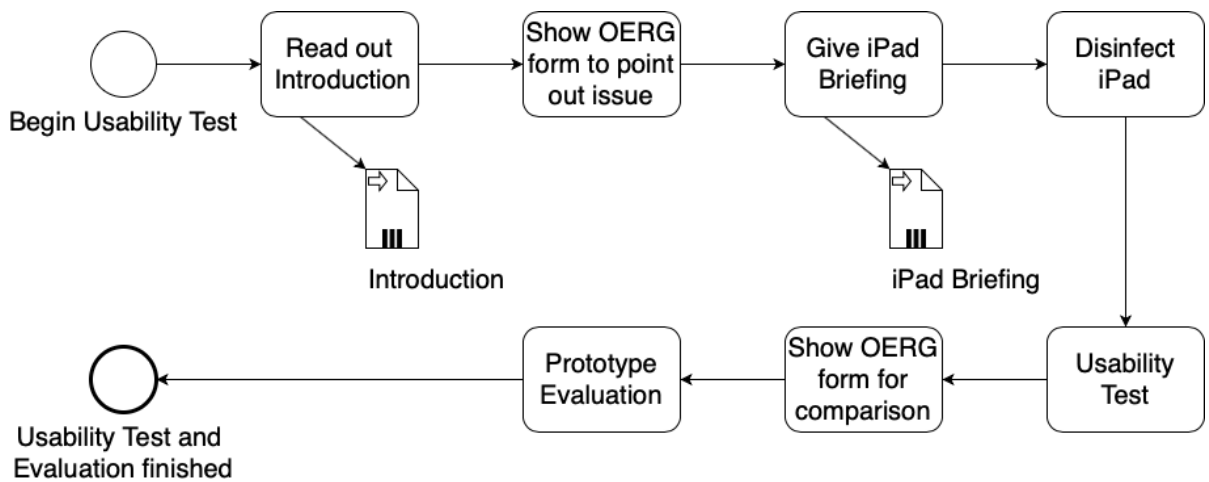 Begin Usability Test
Read out
Introduction
Introduction
Show OERG
form to point
out issue
Give iPad
Briefing
iPad Briefing
Disinfect
iPad
Usability
Test
Show OERG
form for
comparison
Prototype
Evaluation
Usability Test and
Evaluation finished